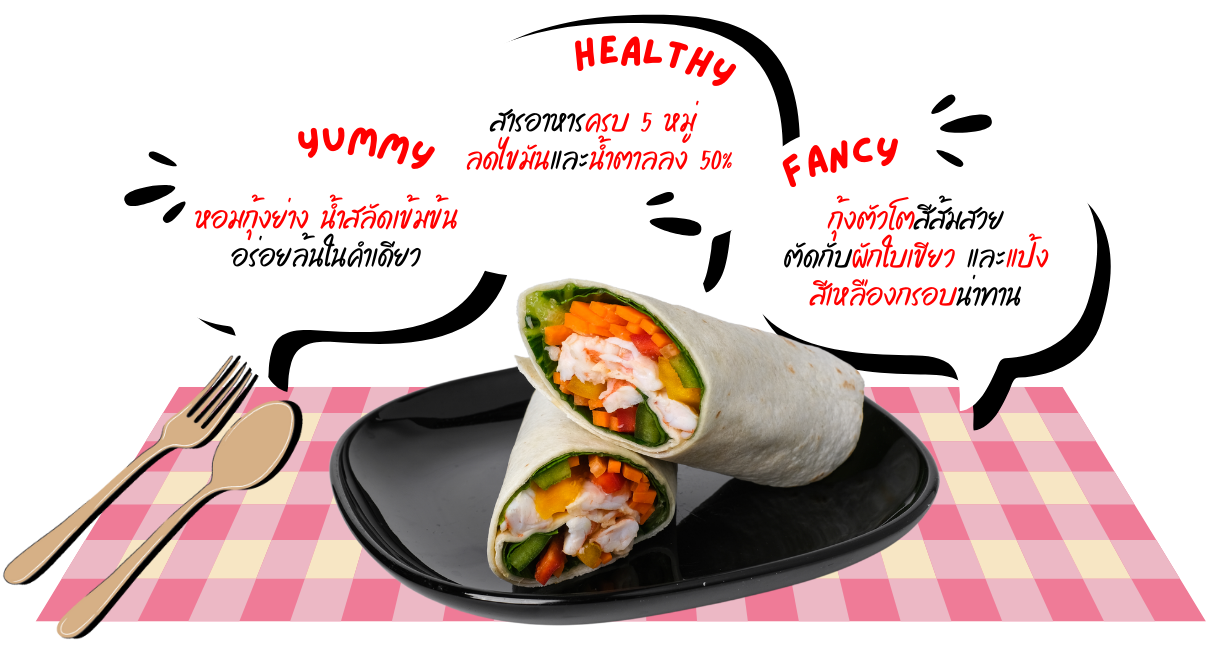 HEALTHY
สารอาหารครบ 5 หมู่
ลดไขมันและน้ำตาลลง 50%
YUMMY
หอมกุ้งย่าง น้ำสลัดเข้มข้น
อร่อยล้นในคำเดียว
FANCY
กุ้งตัวโตสีส้มสวย
ตัดกับผักใบเขียว และแป้ง
สีเหลืองกรอบน่าทาน